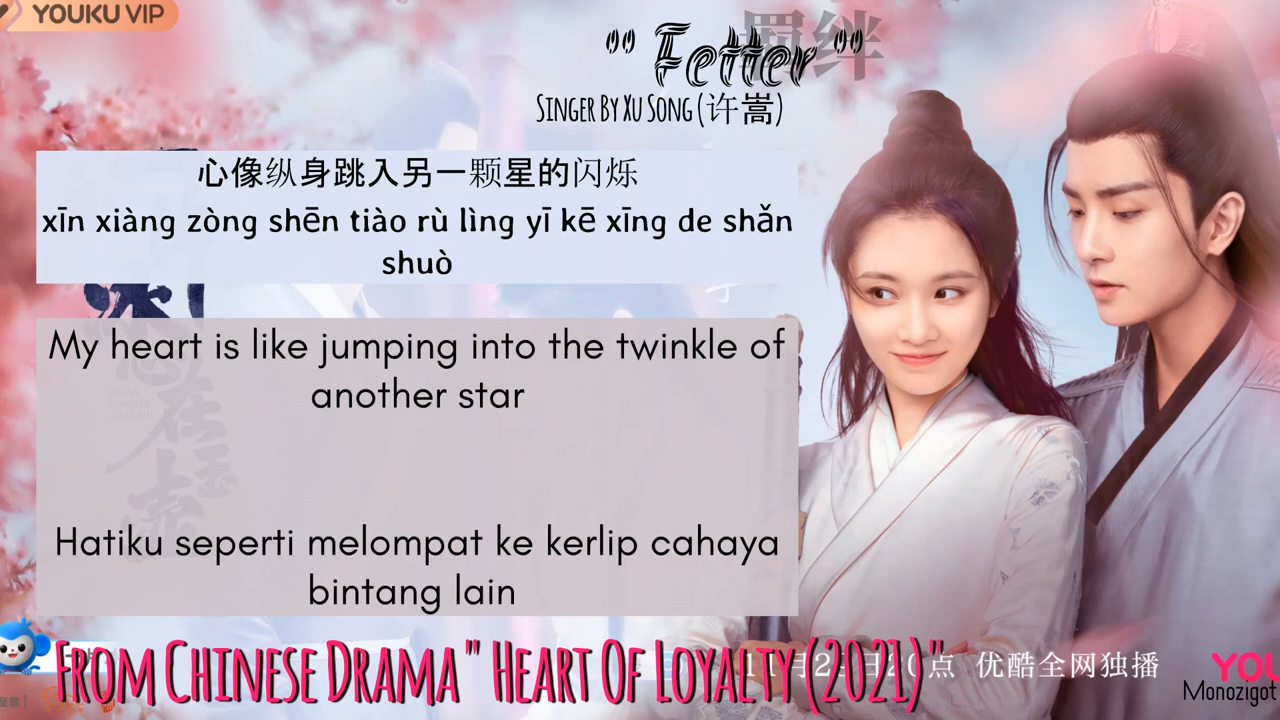 YOUKU VIP
羁绊
" Fetter "
Singer By Xu Song (许嵩)
心像纵身跳入另一颗星的闪烁
xīn xiàng zòng shēn tiào rù lìng yī kē xīng de shǎn
shuò
My heart is like jumping into the twinkle of
another star
Hatiku seperti melompat ke kerlip cahaya
bintang lain
From Chinese Drama " Heart Of Loyalty (2021)"
点 优酷全网独播
YOU
Monozigot